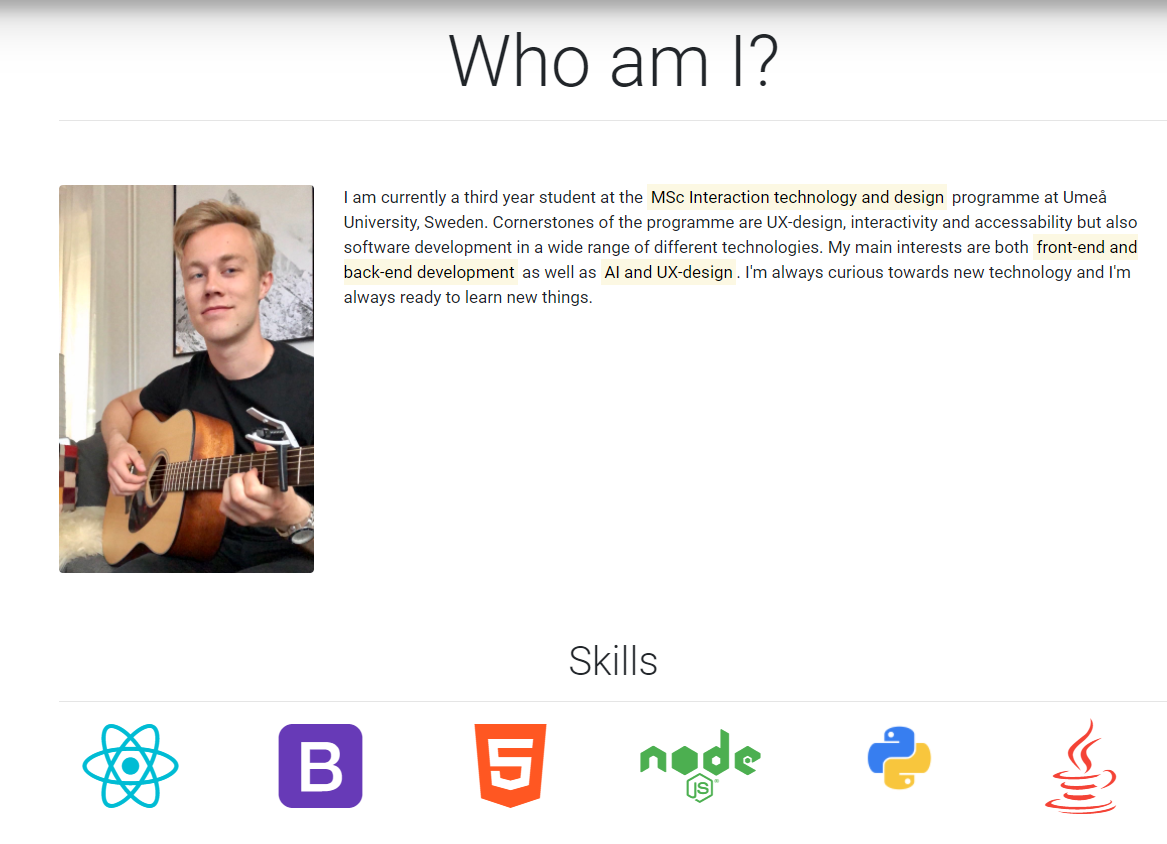 Who am I?
I am currently a third year student at the MSc Interaction technology and design programme at Umeå
University, Sweden. Cornerstones of the programme are UX-design, interactivity and accessability but also
software development in a wide range of different technologies. My main interests are both front-end and
back-end development as well as AI and UX-design. I'm always curious towards new technology and I'm
always ready to learn new things.
Skills
B
5
node
JS